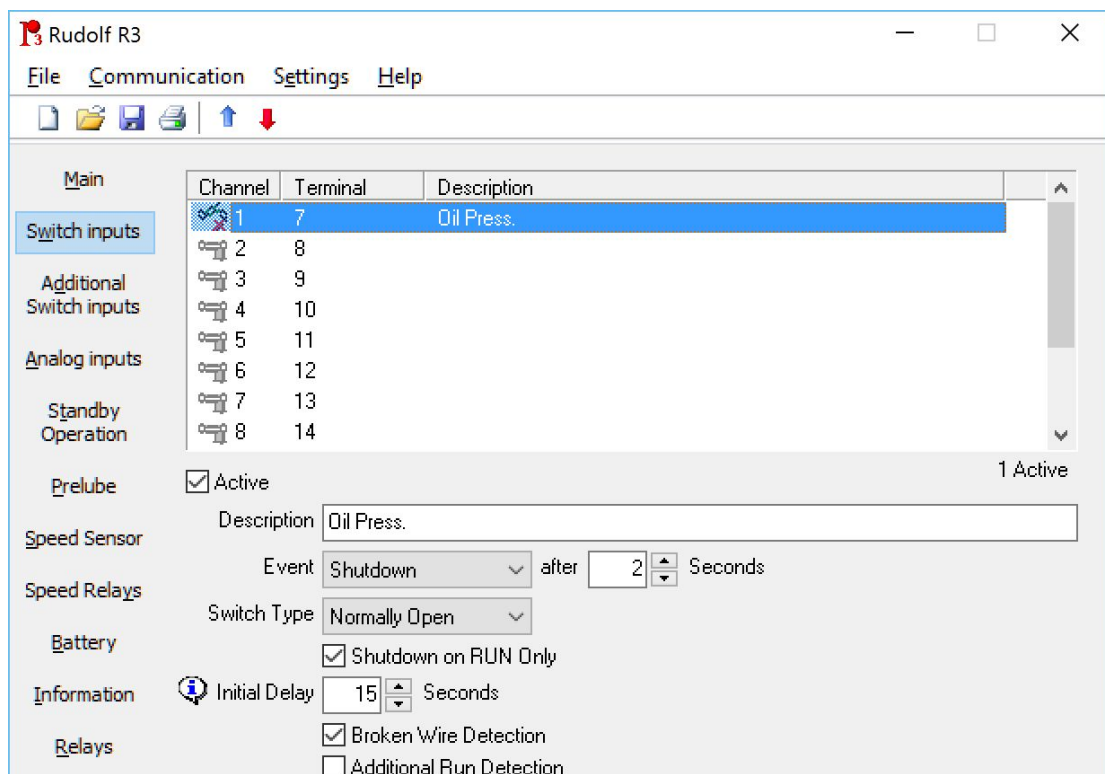 Rudolf R3
File Communication Settings Help
Main
Switch inputs
Additional
Switch inputs
Analog inputs
Standby
Operation
Prelube
Speed Sensor
Speed Relays
Battery
Information
Relays
Channel Terminal Description
1 7 Oil Press.
2 8
3 9
4 10
5 11
6 12
7 13
8 14
1 Active
Active
Description Oil Press.
Event Shutdown after 2 Seconds
Switch Type Normally Open
Shutdown on RUN Only
Initial Delay 15 Seconds
Broken Wire Detection
Additional Run Detection